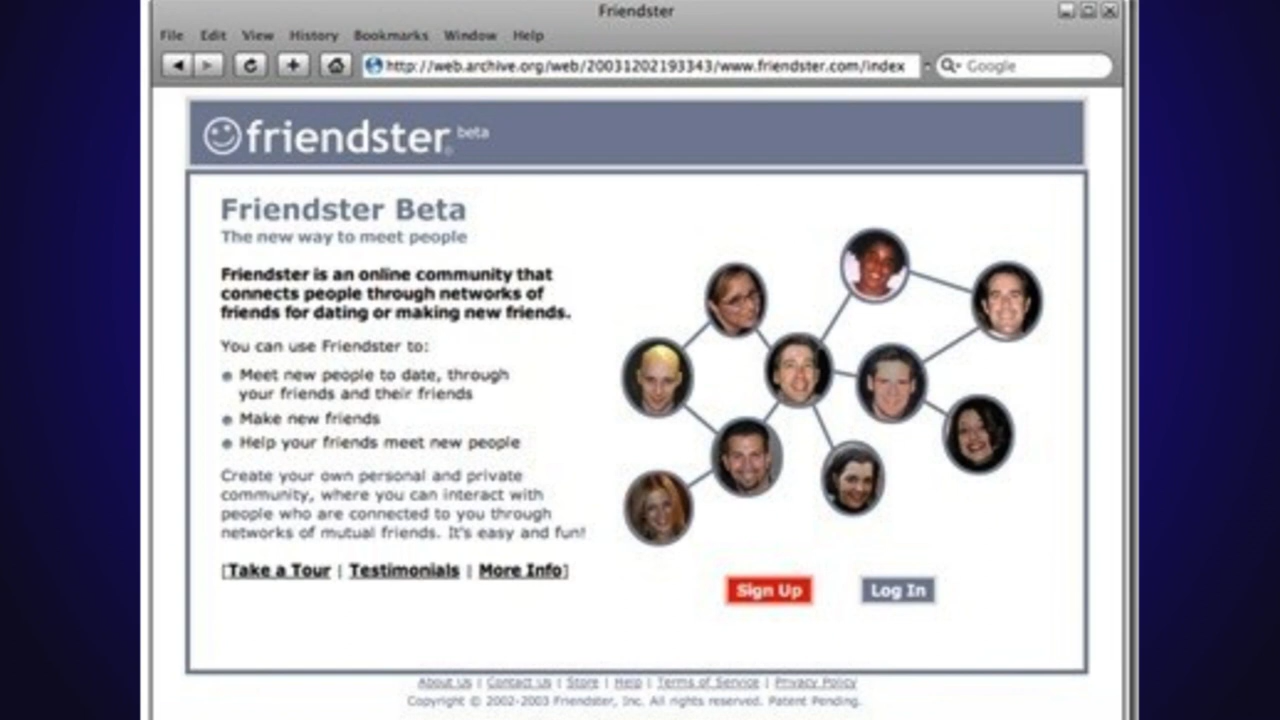 Friendster
File Edit View History Bookmarks Window Help
http://web.archive.org/web/20031202193343/www.friendster.com/index
Google
friendster beta
Friendster Beta
The new way to meet people
Friendster is an online community that
connects people through networks of
friends for dating or making new friends.
You can use Friendster to:
Meet new people to date, through
your friends and their friends
Make new friends
Help your friends meet new people
Create your own personal and private
community, where you can interact with
people who are connected to you through
networks of mutual friends. It's easy and fun!
[Take a Tour | Testimonials | More Info]
Sign Up
Log In
About Us | Contact Us | Store | Help | Terms of Service | Privacy Policy
Copyright © 2002-2003 Friendster, Inc. All rights reserved. Patent Pending.